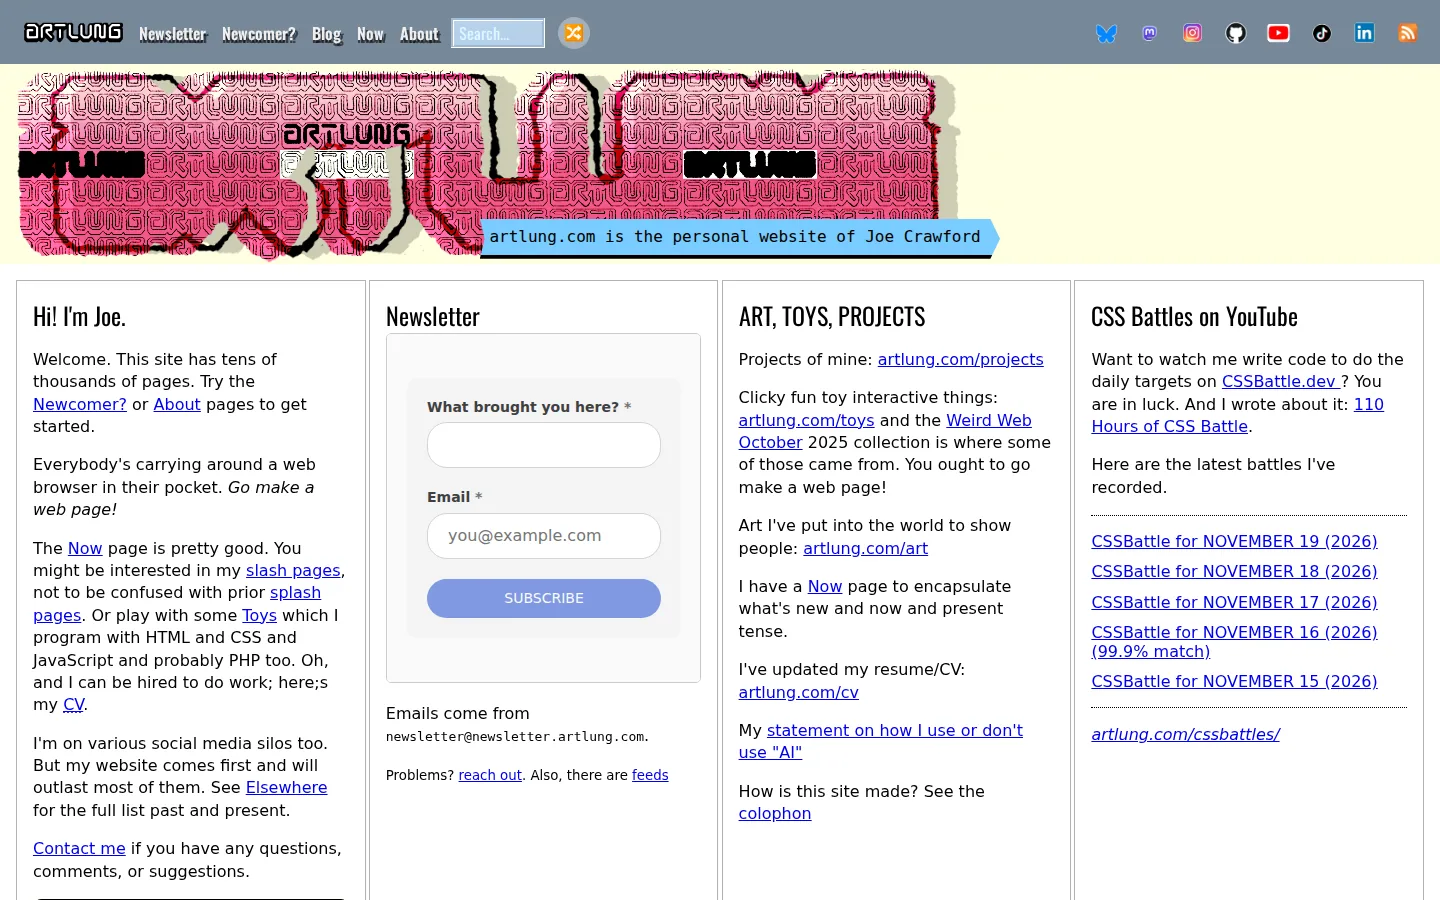 ARTLUNG Newsletter Newcomer? Blog Now About Search...
ARTLUNG
ARTLUNG ARTLUNG
artlung.com is the personal website of Joe Crawford
Hi! I'm Joe.
Welcome. This site has tens of
thousands of pages. Try the
Newcomer? or About pages to get
started.
Everybody's carrying around a web
browser in their pocket. Go make a
web page!
The Now page is pretty good. You
might be interested in my slash pages,
not to be confused with prior splash
pages. Or play with some Toys which I
program with HTML and CSS and
JavaScript and probably PHP too. Oh,
and I can be hired to do work; here;s
my CV.
I'm on various social media silos too.
But my website comes first and will
outlast most of them. See Elsewhere
for the full list past and present.
Contact me if you have any questions,
comments, or suggestions.
Newsletter
What brought you here? *
Email *
you@example.com
SUBSCRIBE
Emails come from
newsletter@newsletter.artlung.com.
Problems? reach out. Also, there are feeds
ART, TOYS, PROJECTS
Projects of mine: artlung.com/projects
Clicky fun toy interactive things:
artlung.com/toys and the Weird Web
October 2025 collection is where some
of those came from. You ought to go
make a web page!
Art I've put into the world to show
people: artlung.com/art
I have a Now page to encapsulate
what's new and now and present
tense.
I've updated my resume/CV:
artlung.com/cv
My statement on how I use or don't
use "AI"
How is this site made? See the
colophon
CSS Battles on YouTube
Want to watch me write code to do the
daily targets on CSSBattle.dev ? You
are in luck. And I wrote about it: 110
Hours of CSS Battle.
Here are the latest battles I've
recorded.
CSSBattle for NOVEMBER 19 (2026)
CSSBattle for NOVEMBER 18 (2026)
CSSBattle for NOVEMBER 17 (2026)
CSSBattle for NOVEMBER 16 (2026)
(99.9% match)
CSSBattle for NOVEMBER 15 (2026)
artlung.com/cssbattles/